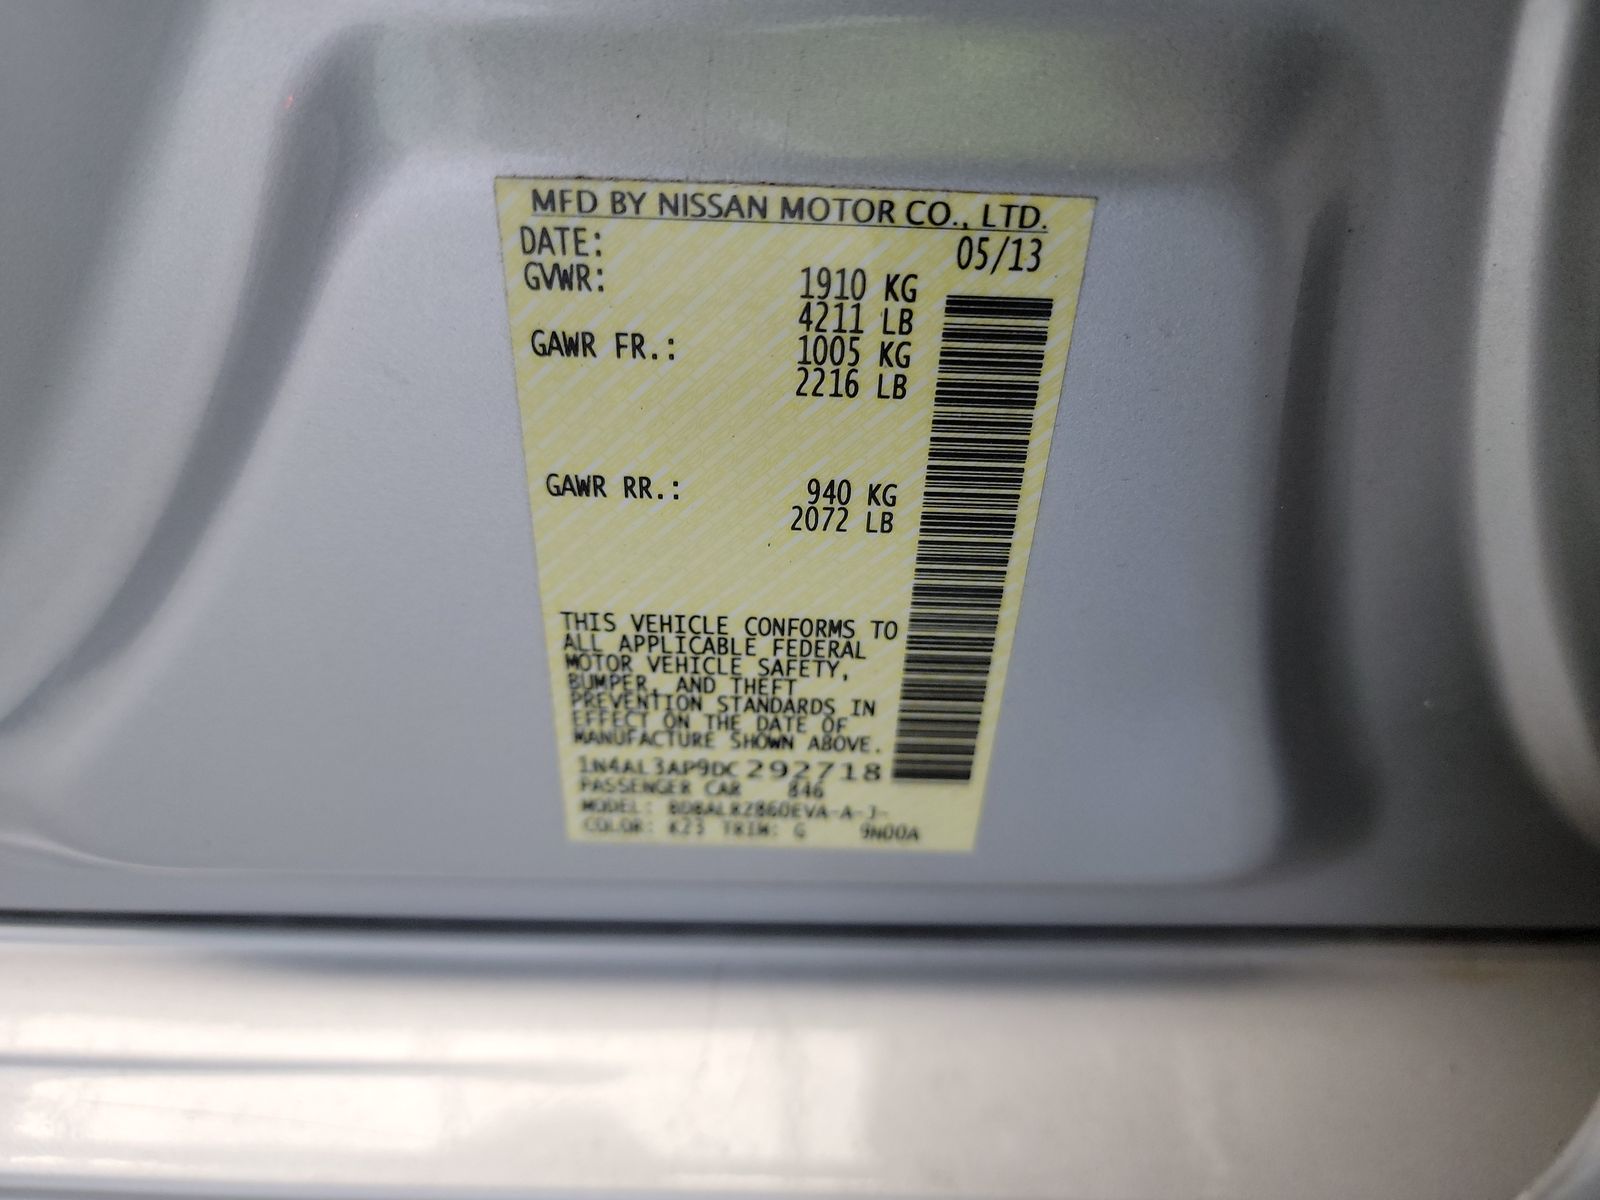 MFD BY NISSAN MOTOR CO., LTD.
DATE: 05/13
GVWR: 1910 KG
4211 LB
GAWR FR.: 1005 KG
2216 LB
GAWR RR.: 940 KG
2072 LB
THIS VEHICLE CONFORMS TO
ALL APPLICABLE FEDERAL
MOTOR VEHICLE SAFETY,
BUMPER, AND THEFT
PREVENTION STANDARDS IN
EFFECT ON THE DATE OF
MANUFACTURE SHOWN ABOVE.
1N4AL3AP9DC292718
PASSENGER CAR 846
MODEL:
COLOR: K23 TRIM: G 9N00A